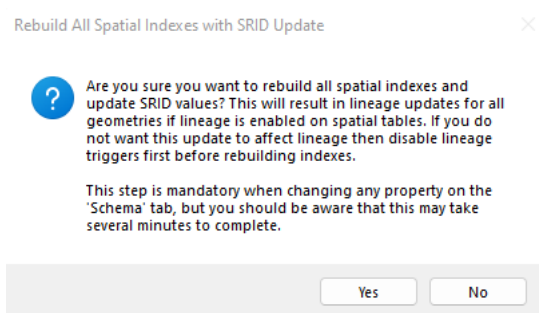 Rebuild All Spatial Indexes with SRID Update
Are you sure you want to rebuild all spatial indexes and
update SRID values? This will result in lineage updates for all
geometries if lineage is enabled on spatial tables. If you do
not want this update to affect lineage then disable lineage
triggers first before rebuilding indexes.
This step is mandatory when changing any property on the
'Schema' tab, but you should be aware that this may take
several minutes to complete.
Yes
No